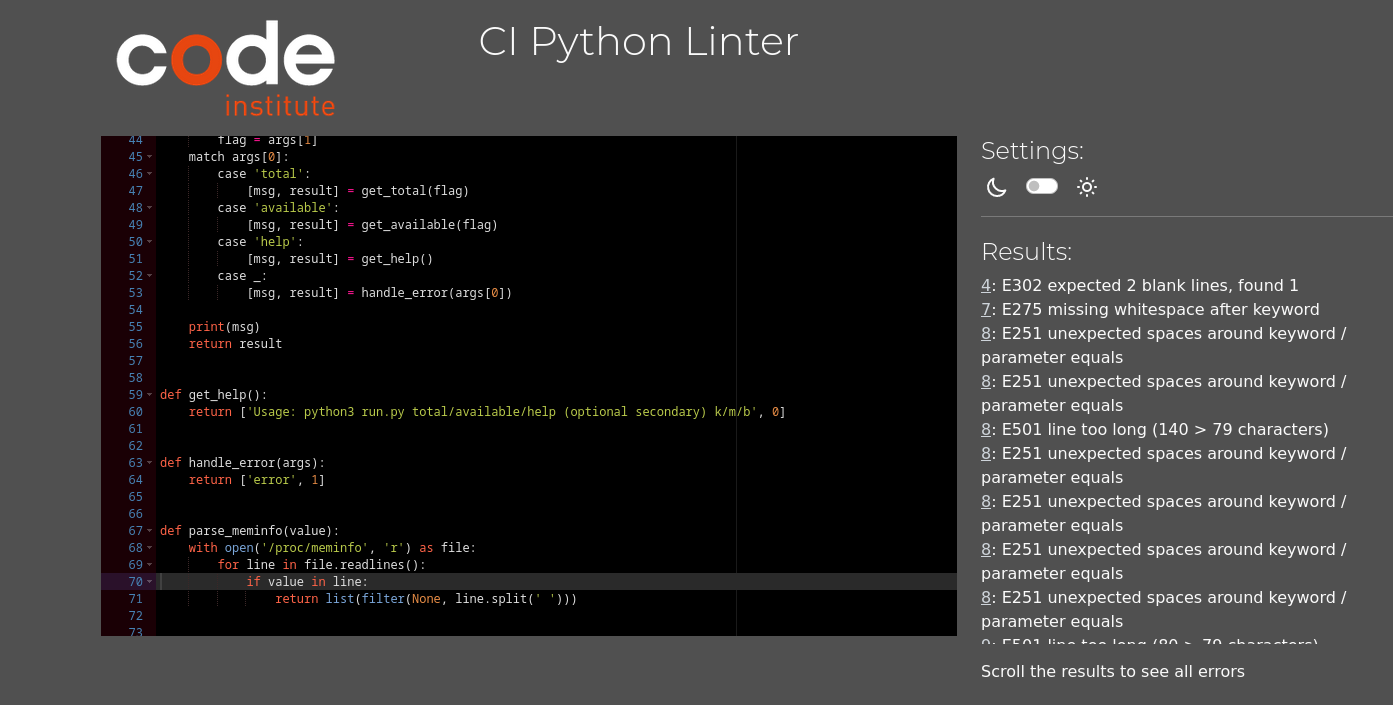 code
institute
CI Python Linter
44 flag = args[1]
45 match args[0]:
46 case 'total':
47 [msg, result] = get_total(flag)
48 case 'available':
49 [msg, result] = get_available(flag)
50 case 'help':
51 [msg, result] = get_help()
52 case _:
53 [msg, result] = handle_error(args[0])
54
55 print(msg)
56 return result
57
58
59 def get_help():
60 return ['Usage: python3 run.py total/available/help (optional secondary) k/m/b', 0]
61
62
63 def handle_error(args):
64 return ['error', 1]
65
66
67 def parse_meminfo(value):
68 with open('/proc/meminfo', 'r') as file:
69 for line in file.readlines():
70 if value in line:
71 return list(filter(None, line.split(' ')))
72
73
Settings:
Results:
4: E302 expected 2 blank lines, found 1
7: E275 missing whitespace after keyword
8: E251 unexpected spaces around keyword /
parameter equals
8: E251 unexpected spaces around keyword /
parameter equals
8: E501 line too long (140 > 79 characters)
8: E251 unexpected spaces around keyword /
parameter equals
8: E251 unexpected spaces around keyword /
parameter equals
8: E251 unexpected spaces around keyword /
parameter equals
8: E251 unexpected spaces around keyword /
parameter equals
9: E501 line too long (80 > 79 characters)
Scroll the results to see all errors